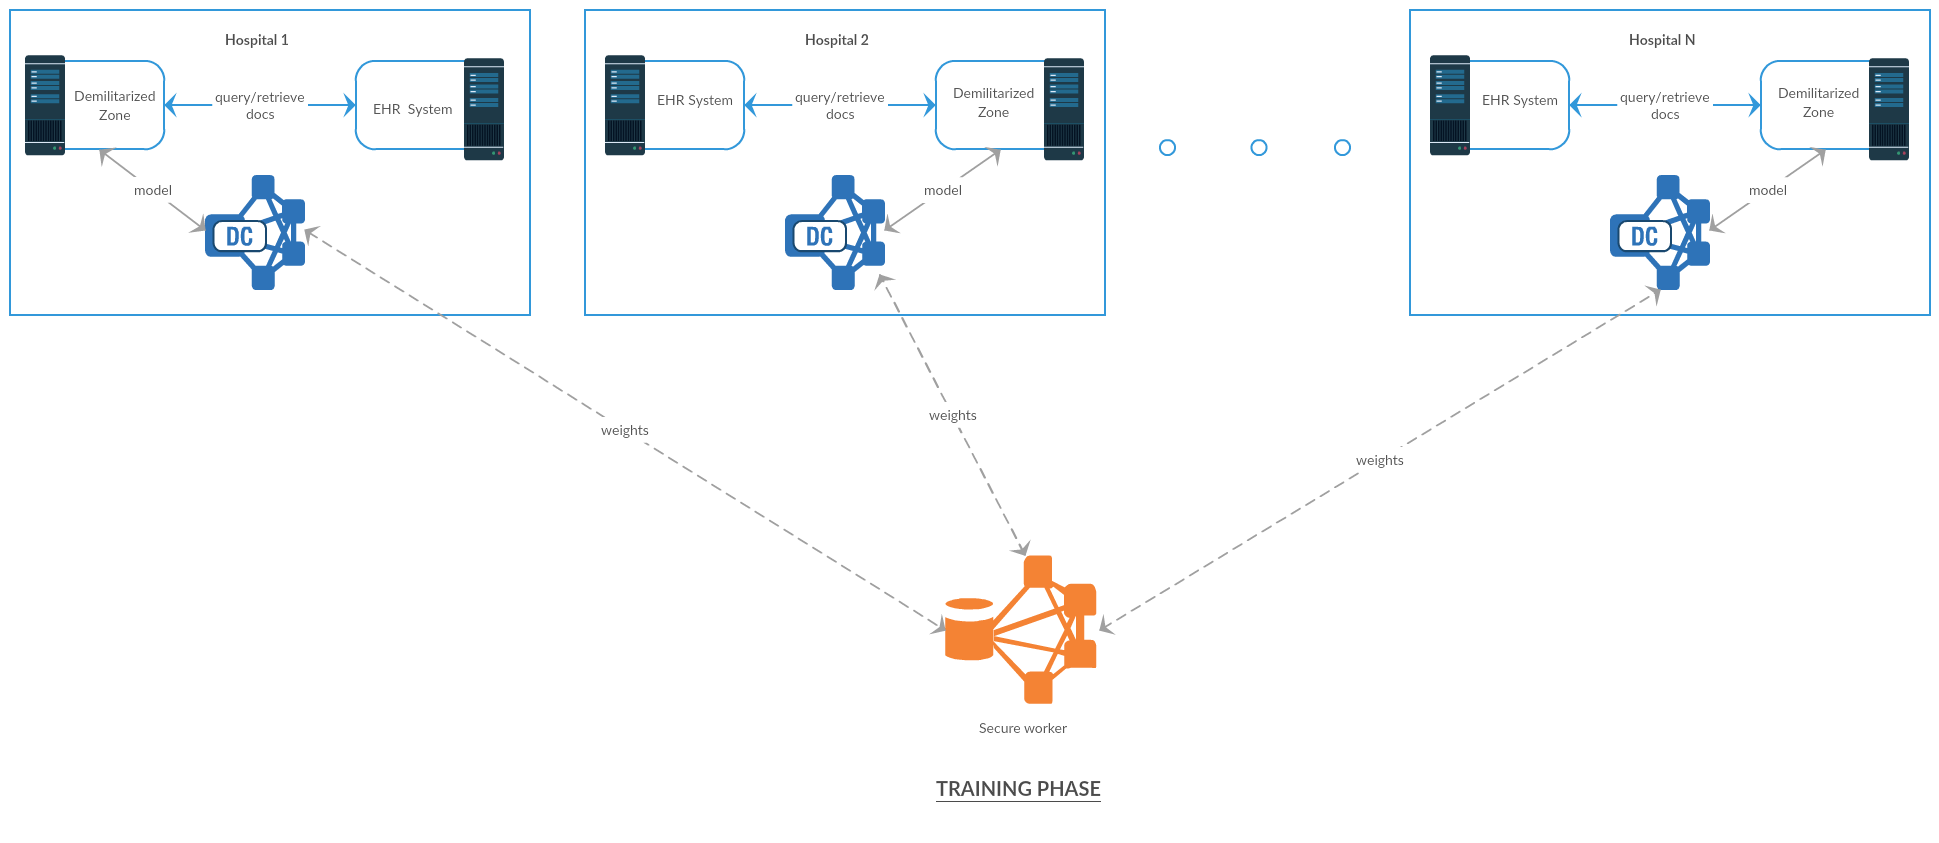 Hospital 1
Demilitarized
Zone
query/retrieve
docs
EHR System
model
DC
Hospital 2
EHR System
query/retrieve
docs
Demilitarized
Zone
model
DC
Hospital N
EHR System
query/retrieve
docs
Demilitarized
Zone
model
DC
weights
weights
weights
Secure worker
TRAINING PHASE